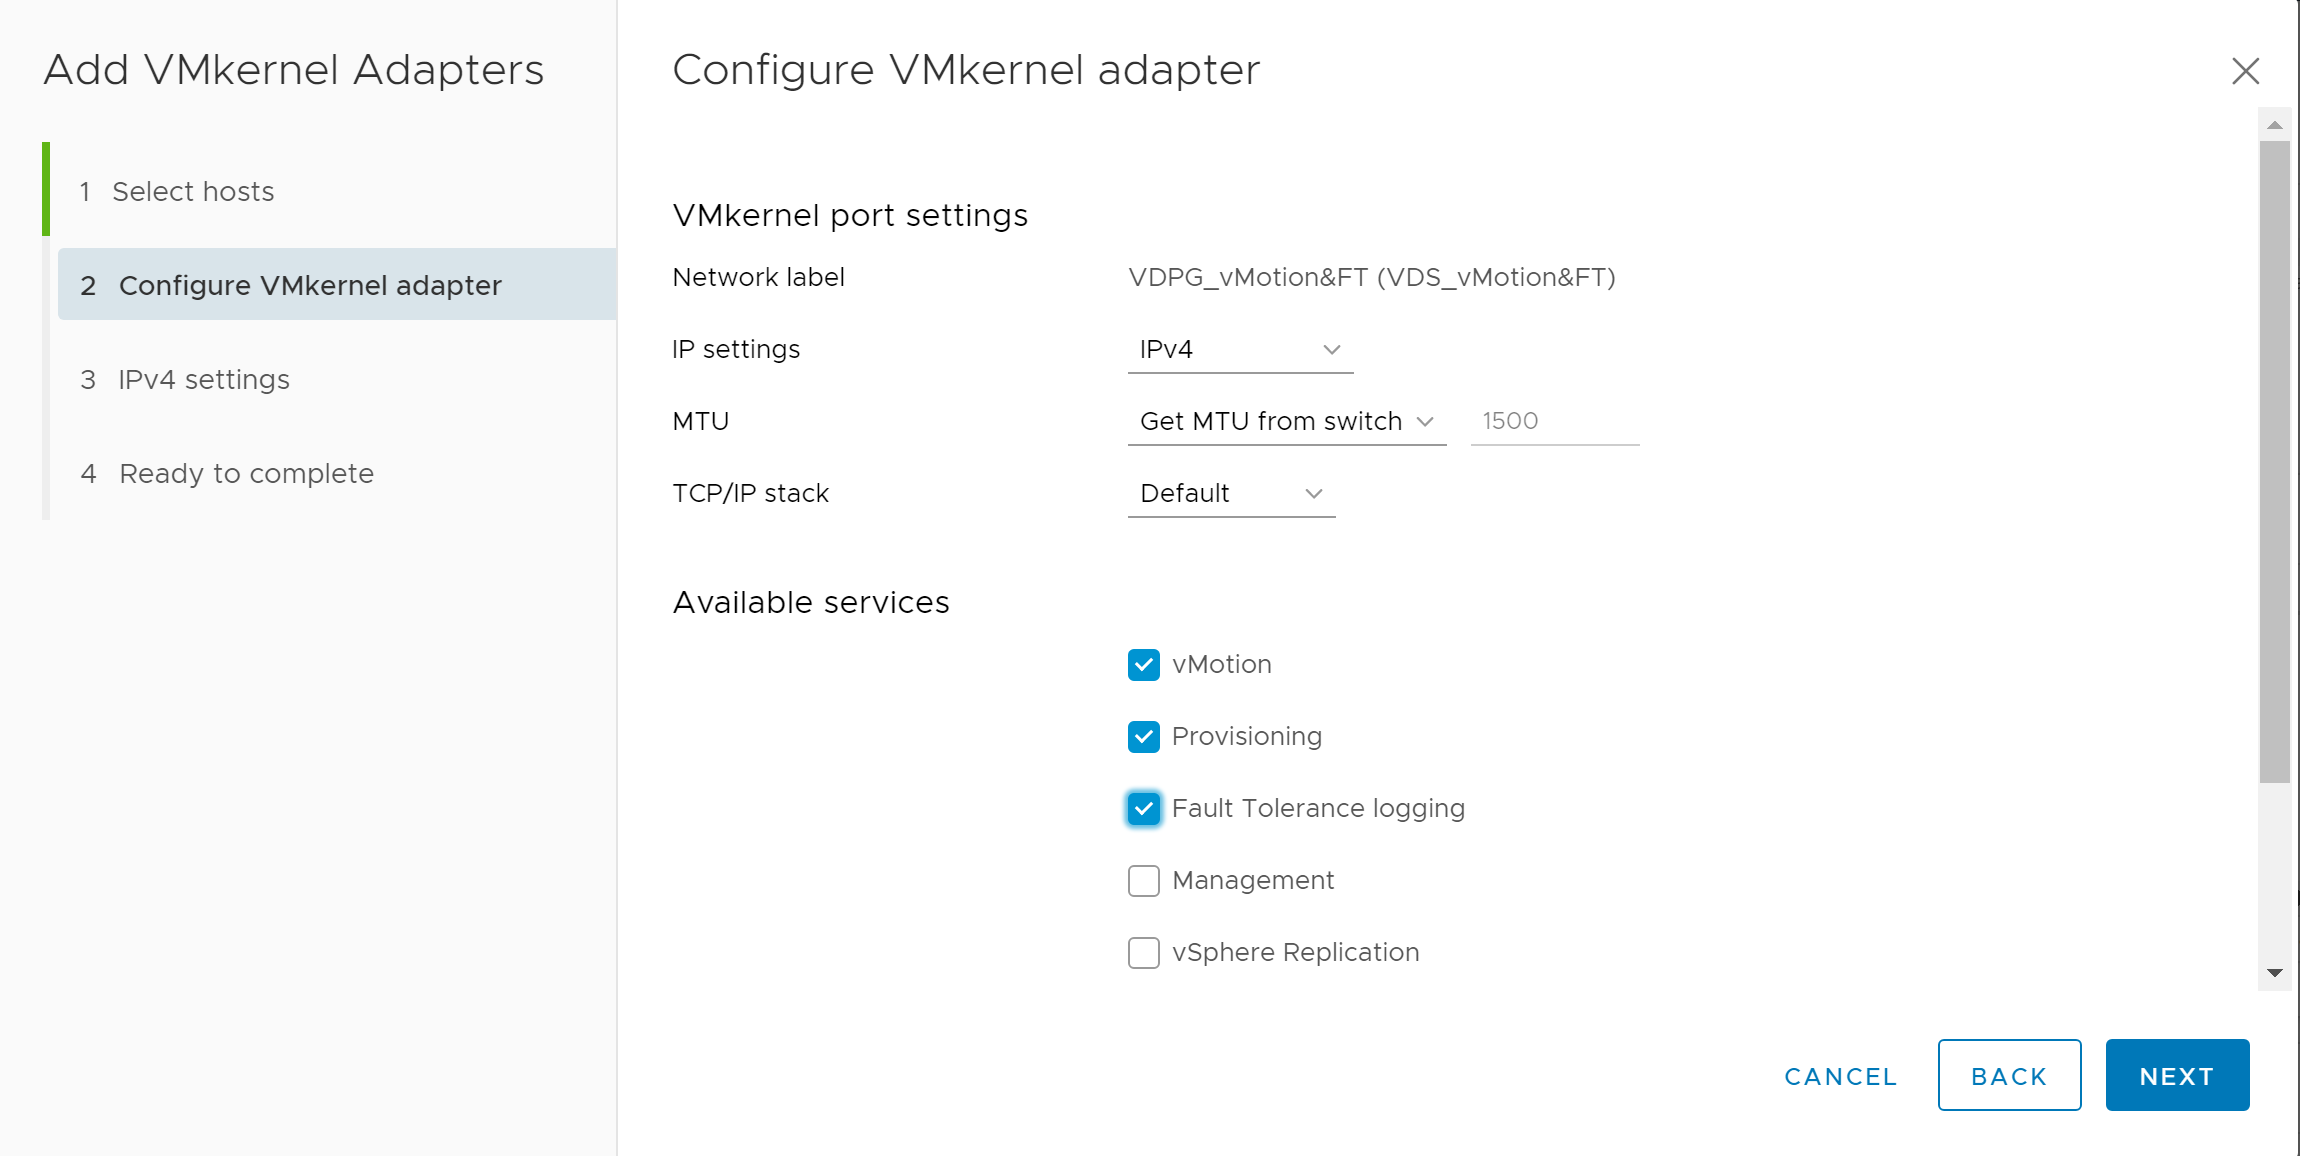 Add VMkernel Adapters
1 Select hosts
2 Configure VMkernel adapter
3 IPv4 settings
4 Ready to complete
Configure VMkernel adapter
VMkernel port settings
Network label VDPG_vMotion&FT (VDS_vMotion&FT)
IP settings IPv4
MTU Get MTU from switch 1500
TCP/IP stack Default
Available services
vMotion
Provisioning
Fault Tolerance logging
Management
vSphere Replication
CANCEL BACK NEXT